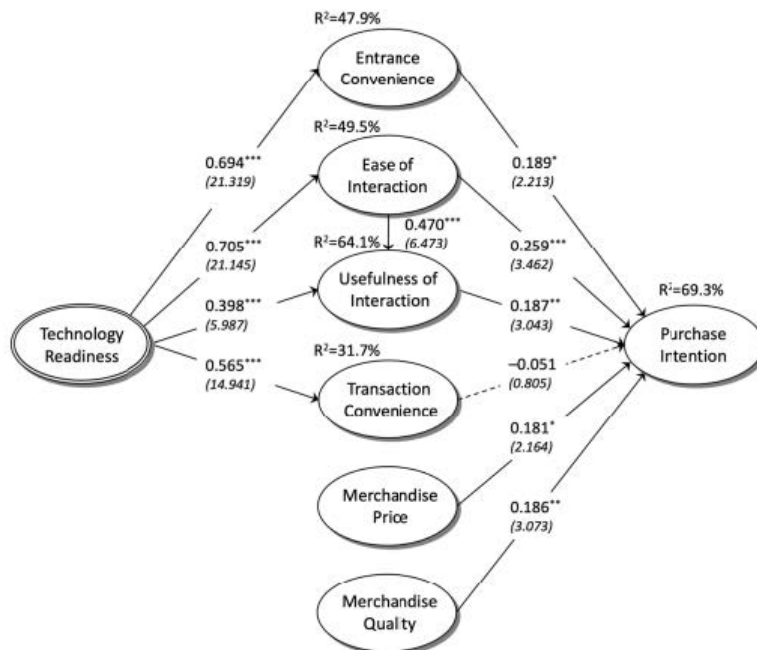 R²=47.9%
Entrance
Convenience
R²=49.5%
0.694***
(21.319)
Ease of
Interaction
0.189*
(2.213)
0.705***
(21.145)
0.470***
(6.473)
0.259***
(3.462)
R²=64.1%
Usefulness of
Interaction
R²=69.3%
0.398***
(5.987)
0.187**
(3.043)
Technology
Readiness
Purchase
Intention
0.565***
(14.941)
R²=31.7%
Transaction
Convenience
–0.051
(0.805)
0.181*
(2.164)
Merchandise
Price
0.186**
(3.073)
Merchandise
Quality